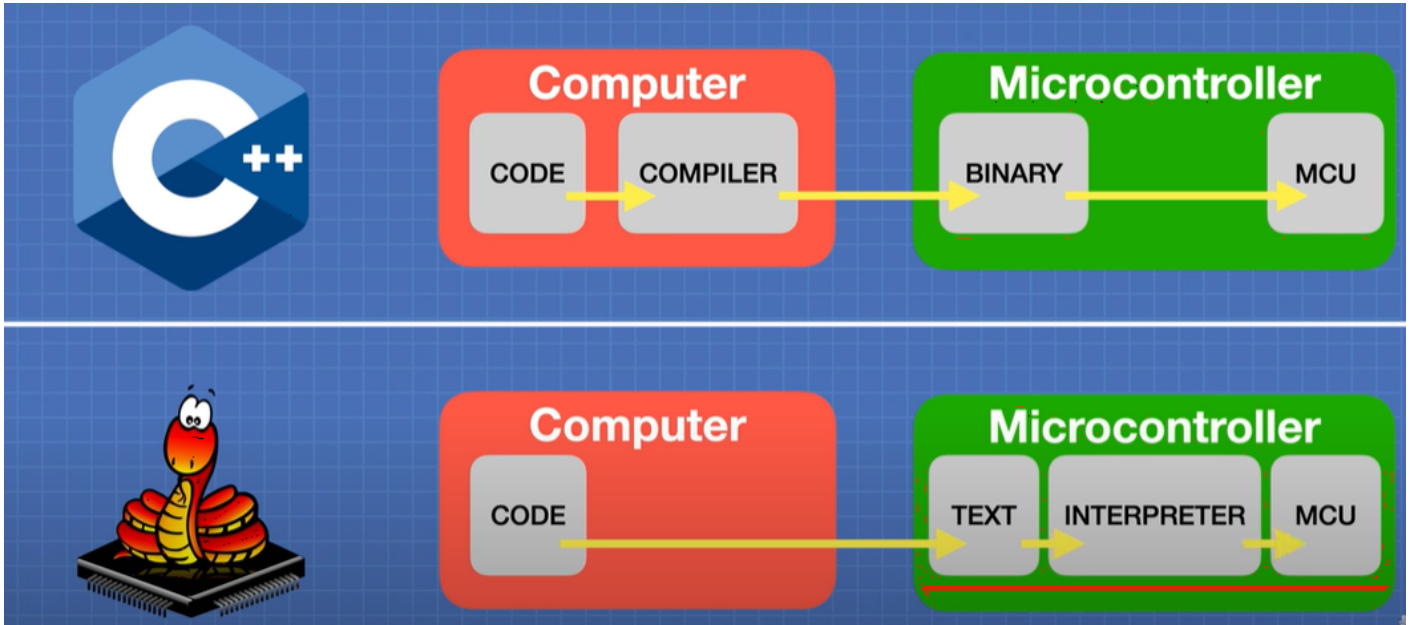 C++
Computer
CODE
COMPILER
Microcontroller
BINARY
MCU
Computer
CODE
Microcontroller
TEXT
INTERPRETER
MCU